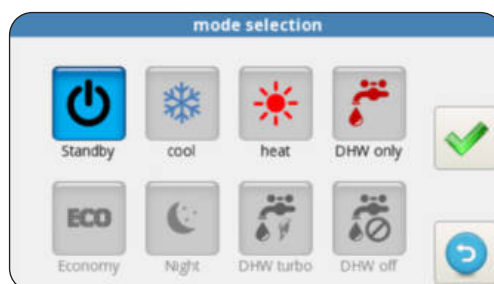 mode selection
Standby cool heat DHW only
ECO
Economy Night DHW turbo DHW off